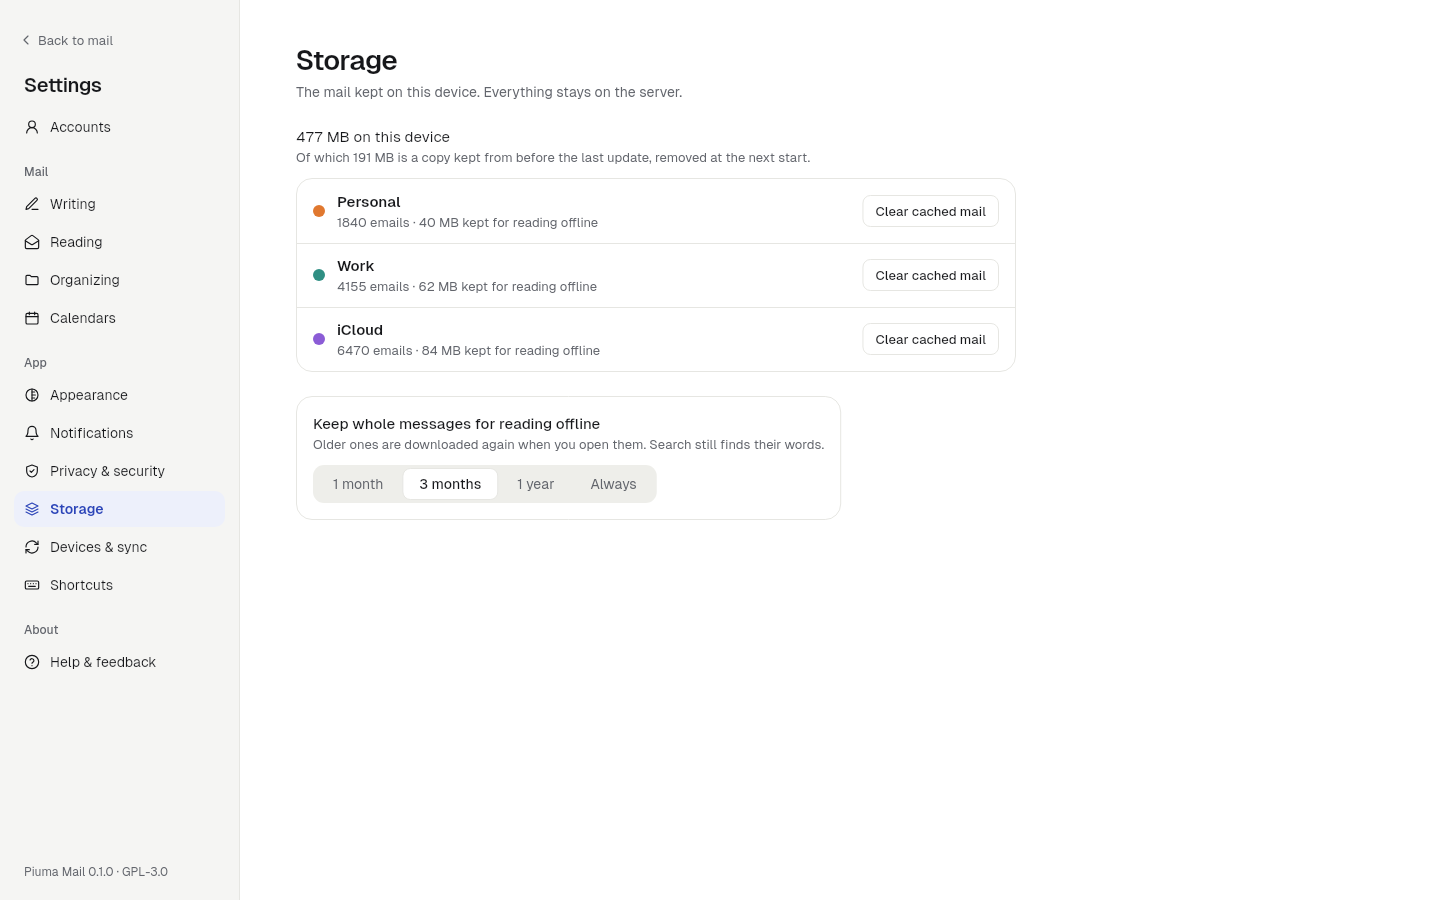 Back to mail
Settings
Accounts
Mail
Writing
Reading
Organizing
Calendars
App
Appearance
Notifications
Privacy & security
Storage
Devices & sync
Shortcuts
About
Help & feedback
Piuma Mail 0.1.0 · GPL-3.0
Storage
The mail kept on this device. Everything stays on the server.
477 MB on this device
Of which 191 MB is a copy kept from before the last update, removed at the next start.
Personal
1840 emails · 40 MB kept for reading offline
Clear cached mail
Work
4155 emails · 62 MB kept for reading offline
Clear cached mail
iCloud
6470 emails · 84 MB kept for reading offline
Clear cached mail
Keep whole messages for reading offline
Older ones are downloaded again when you open them. Search still finds their words.
1 month 3 months 1 year Always